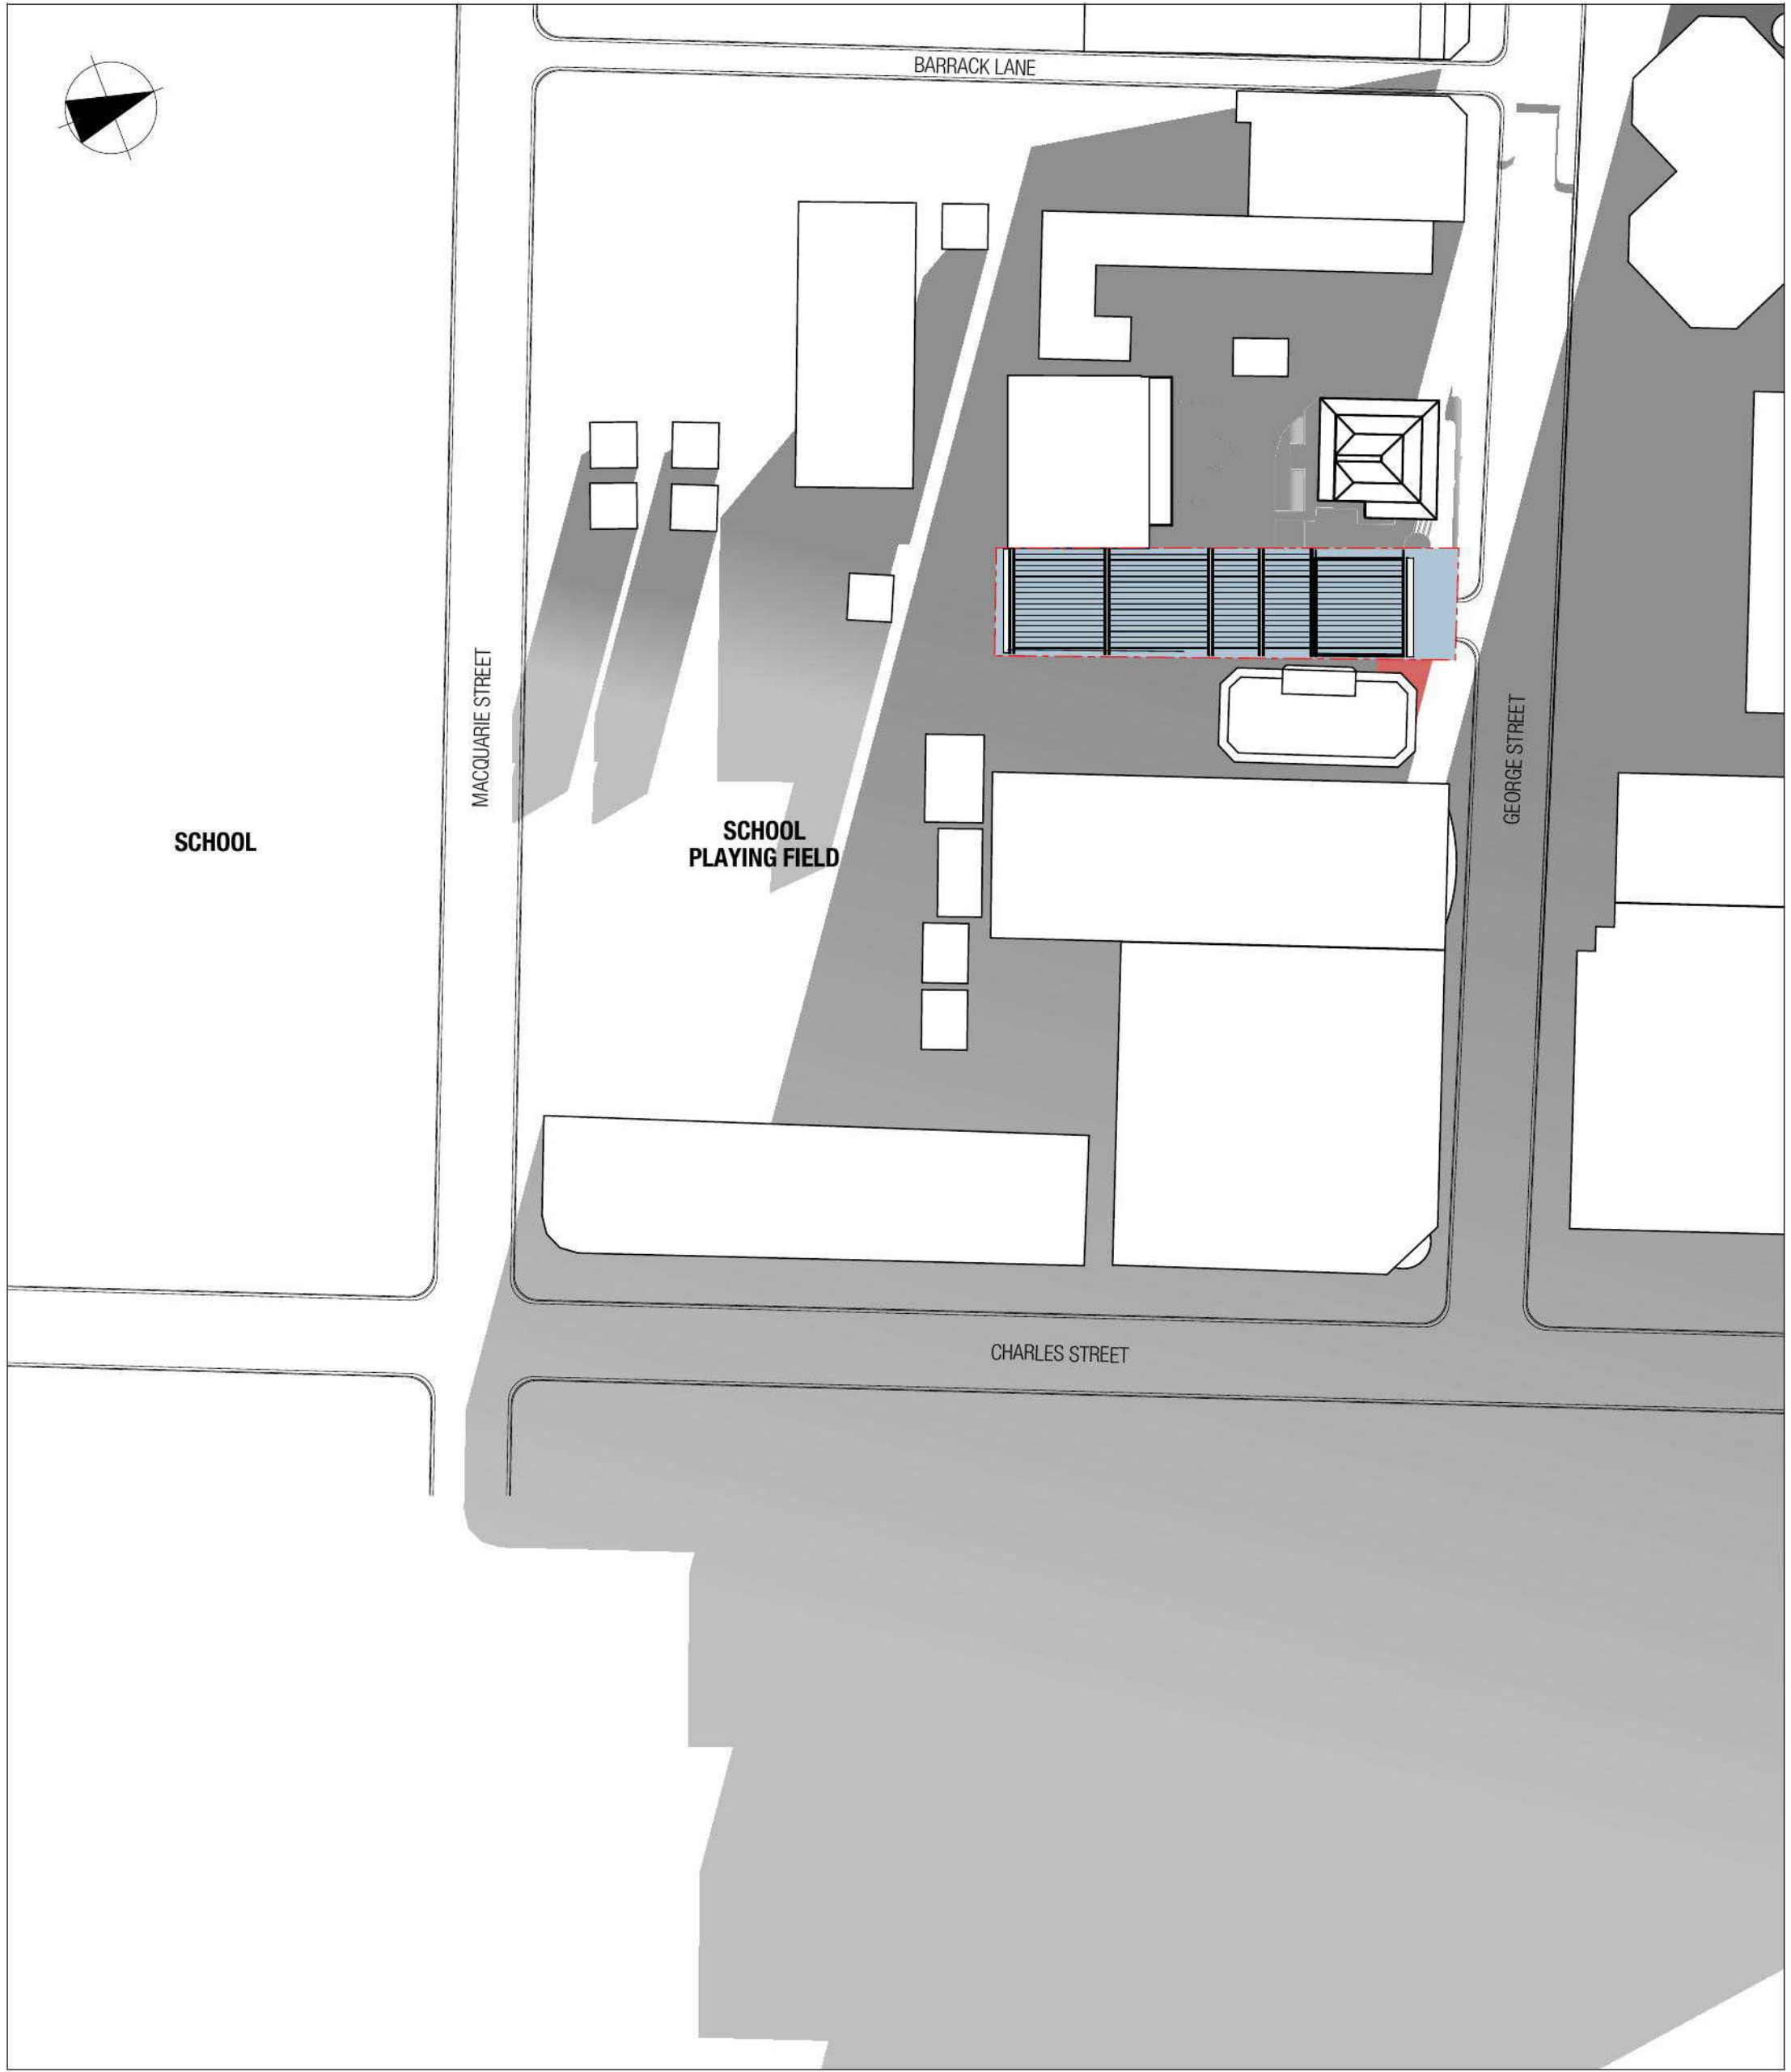 BARRACK LANE
MACQUARIE STREET
GEORGE STREET
SCHOOL
SCHOOL
PLAYING FIELD
CHARLES STREET